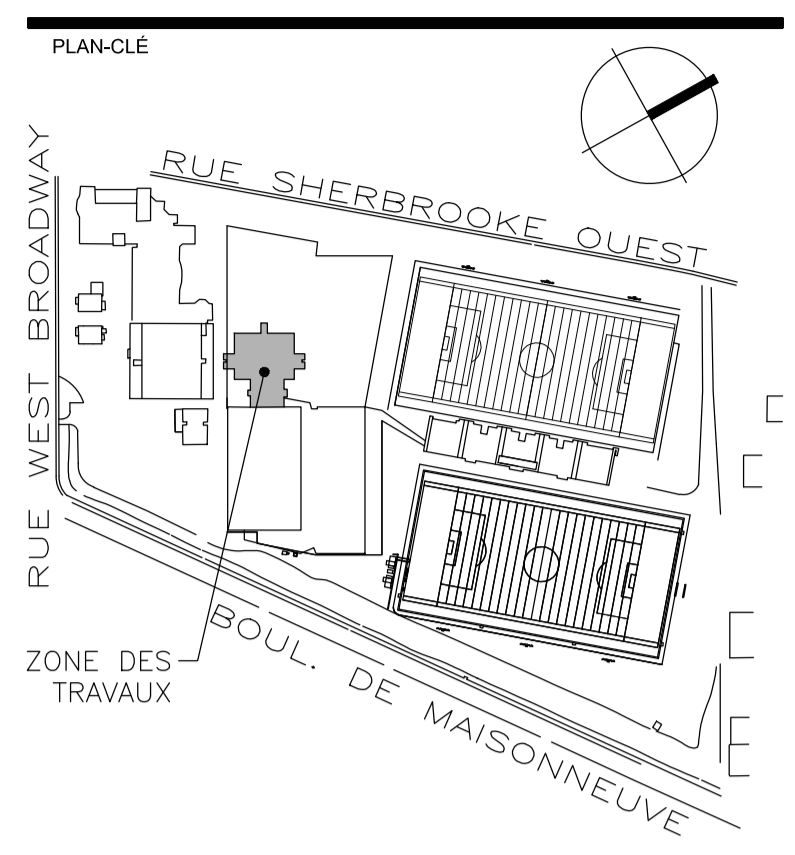 PLAN-CLÉ
RUE SHERBROOKE OUEST
RUE WEST BROADWAY
ZONE DES
TRAVAUX
BOUL. DE MAISONNEUVE